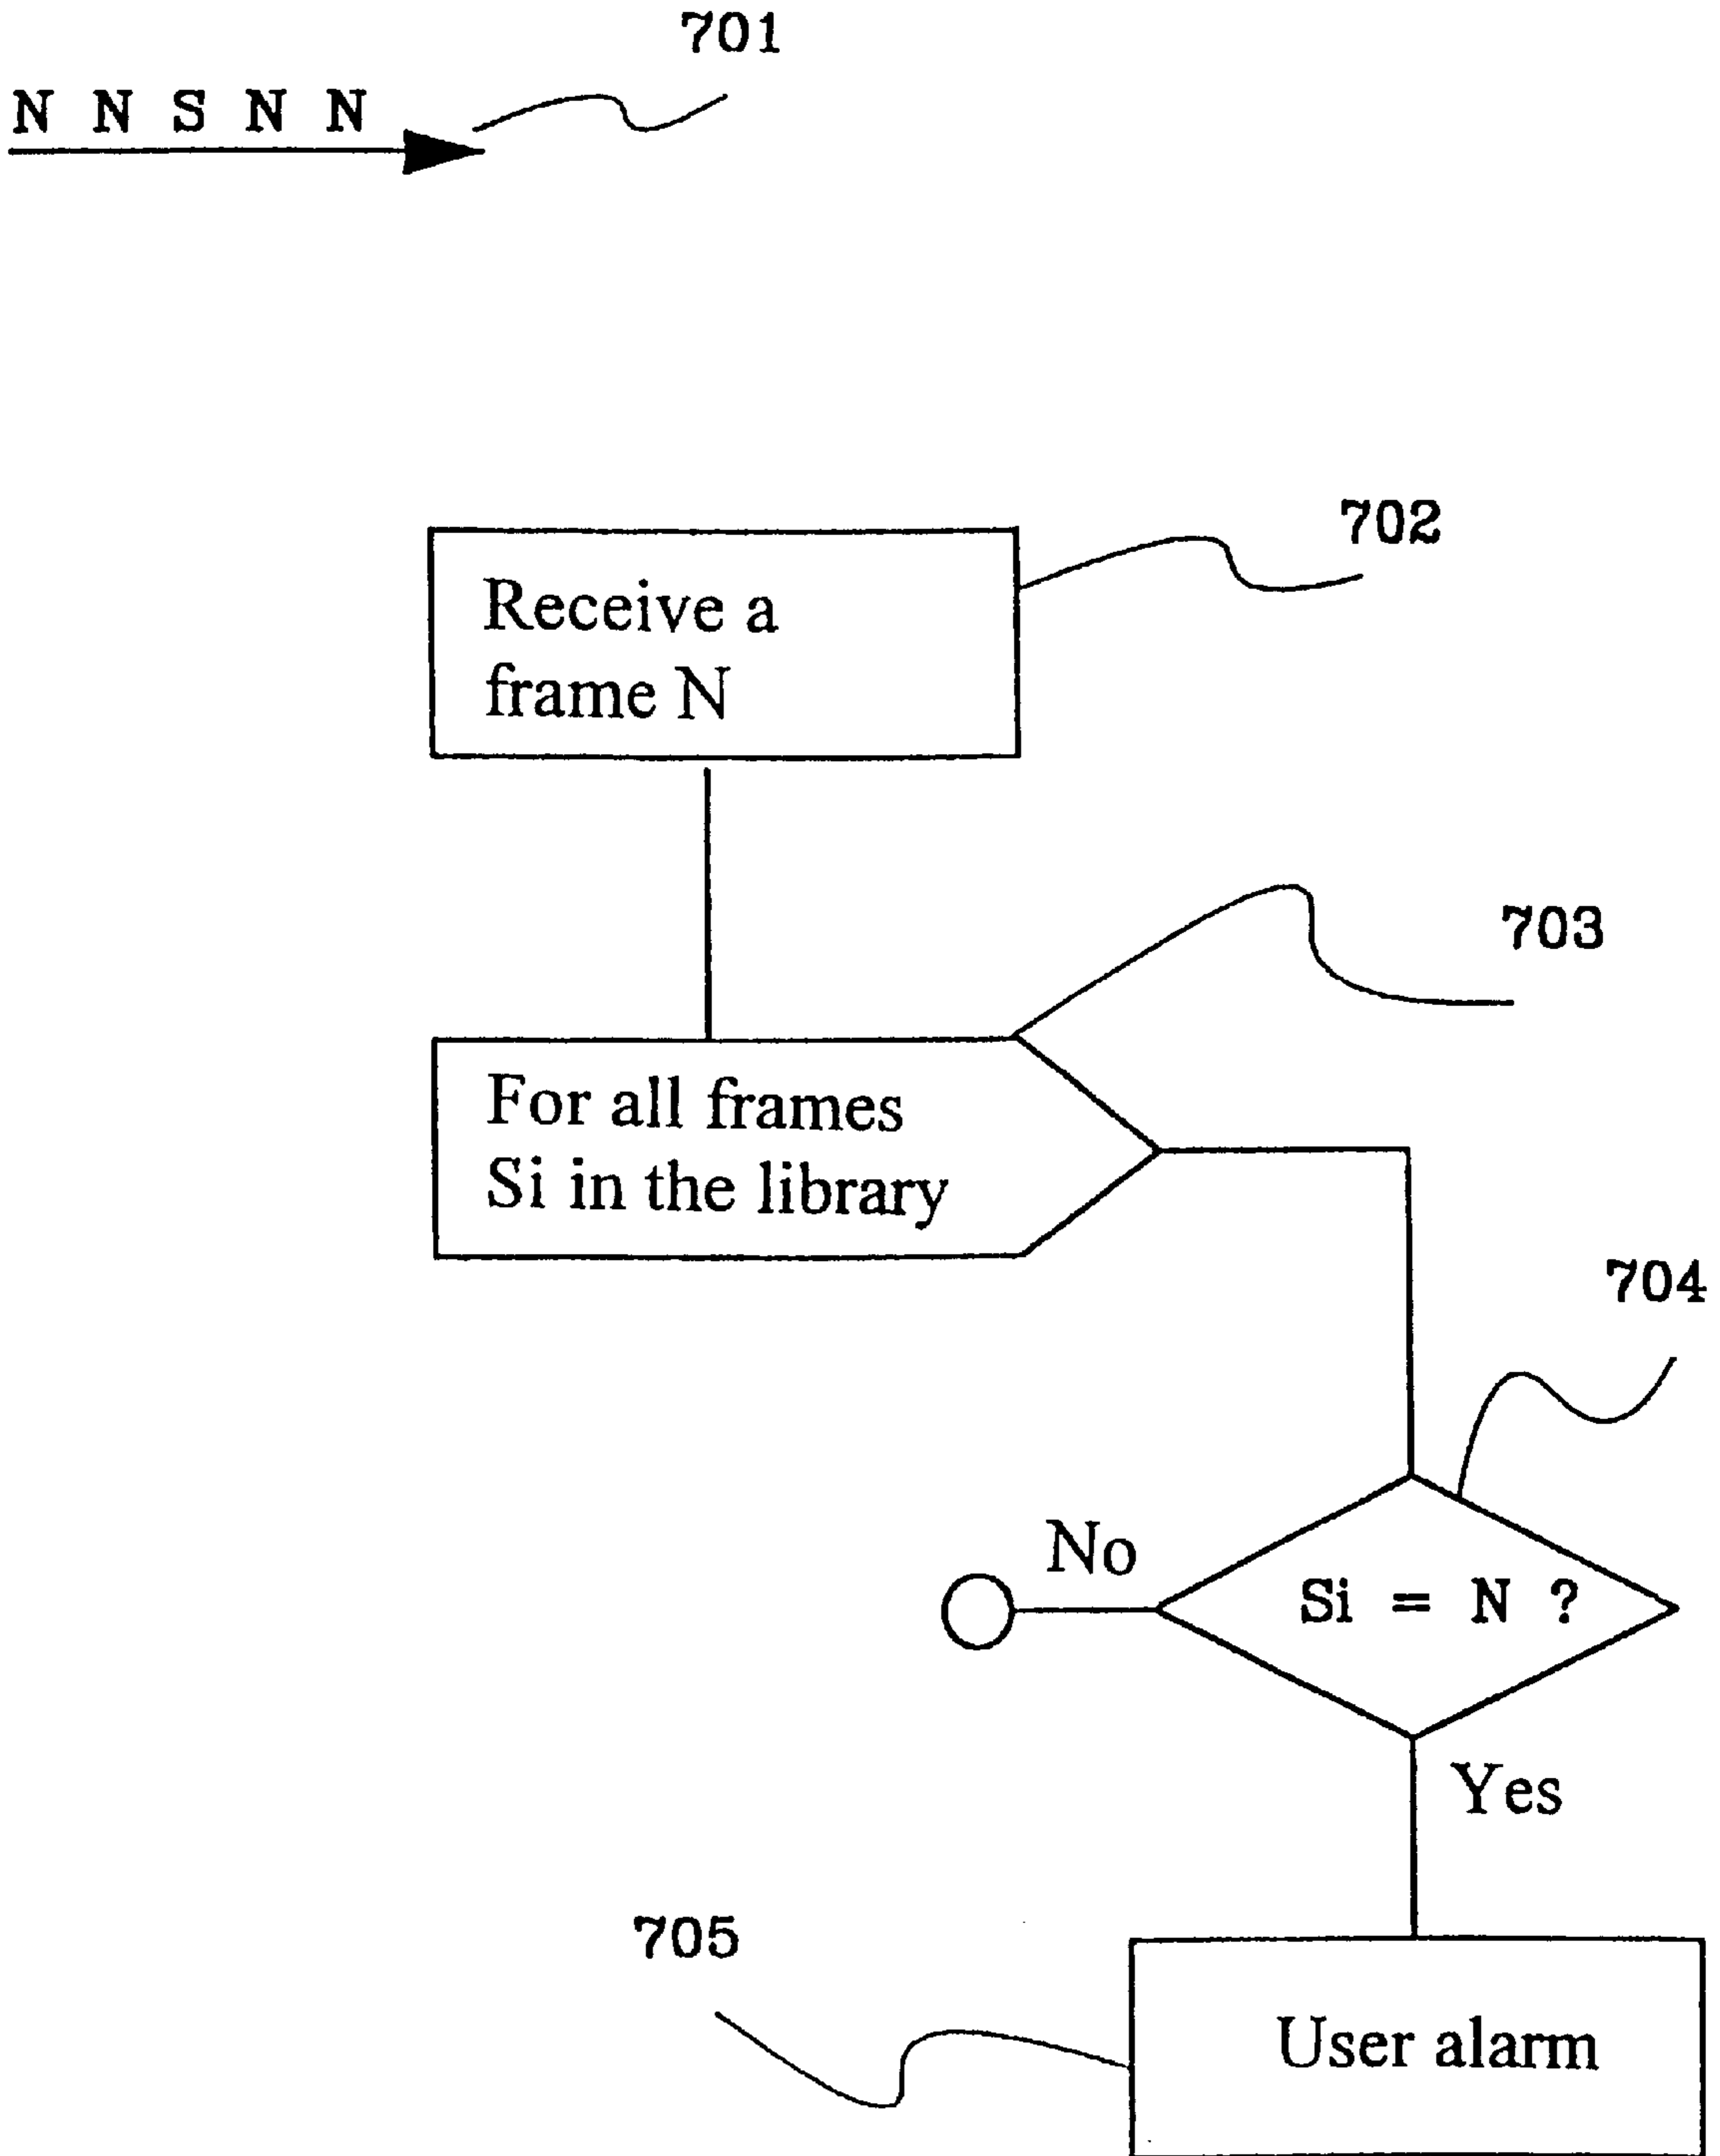 701
N N S N N
702
Receive a
frame N
703
For all frames
Si in the library
704
No
Si = N ?
Yes
705
User alarm